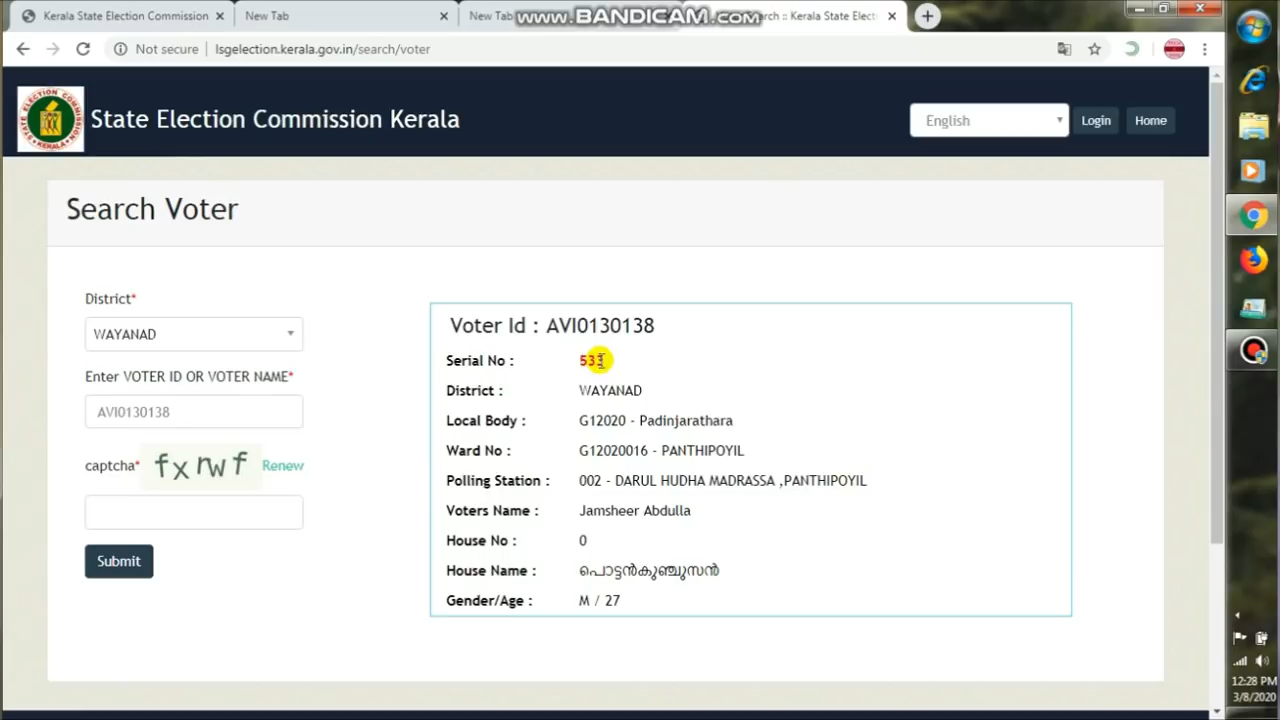 Kerala State Election Commission
New Tab
New Tab
www.BANDICAM.com
rch :: Kerala State Elect
Not secure
lsgelection.kerala.gov.in/search/voter
State Election Commission Kerala
English
Login
Home
Search Voter
District*
WAYANAD
Enter VOTER ID OR VOTER NAME*
AVI0130138
captcha*
fxrwf
Renew
Submit
Voter Id : AVI0130138
Serial No :
District : WAYANAD
Local Body : G12020 - Padinjarathara
Ward No : G12020016 - PANTHIPOYIL
Polling Station : 002 - DARUL HUDHA MADRASSA ,PANTHIPOYIL
Voters Name : Jamsheer Abdulla
House No : 0
House Name : പൊട്ടൻകുഞ്ചുസൻ
Gender/Age : M / 27
12:28 PM
3/8/2020